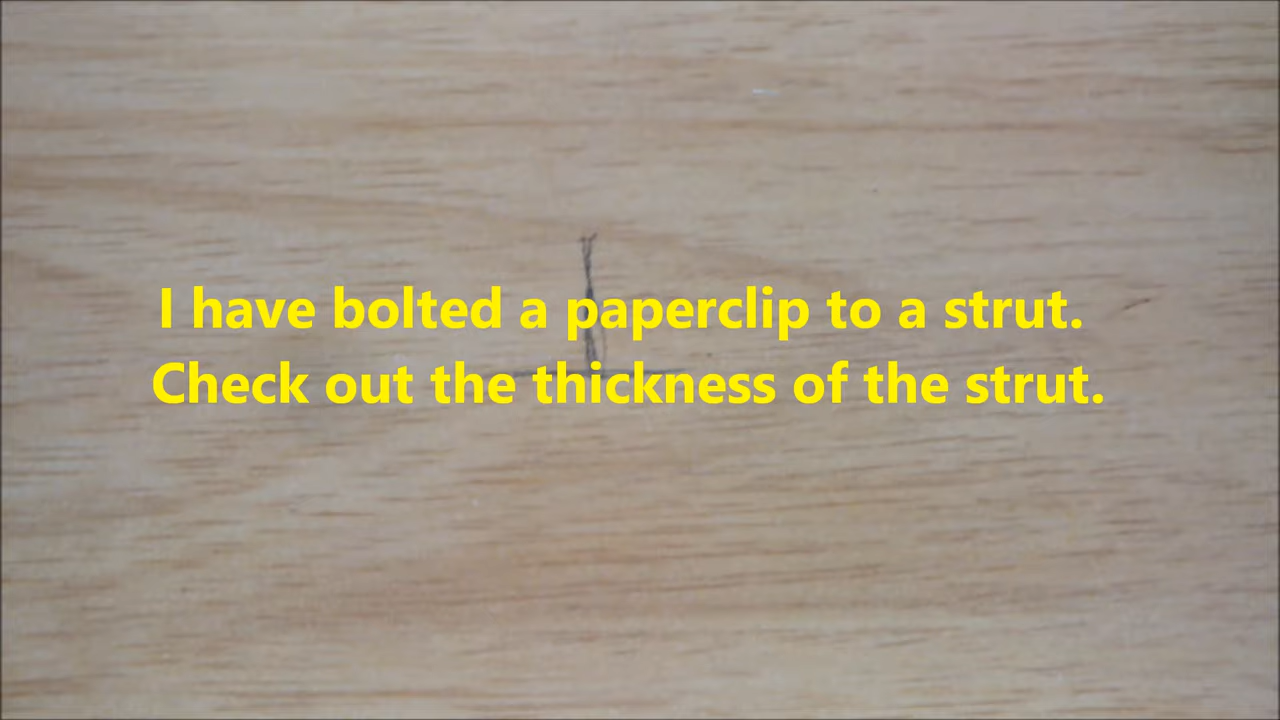 I have bolted a paperclip to a strut.
Check out the thickness of the strut.